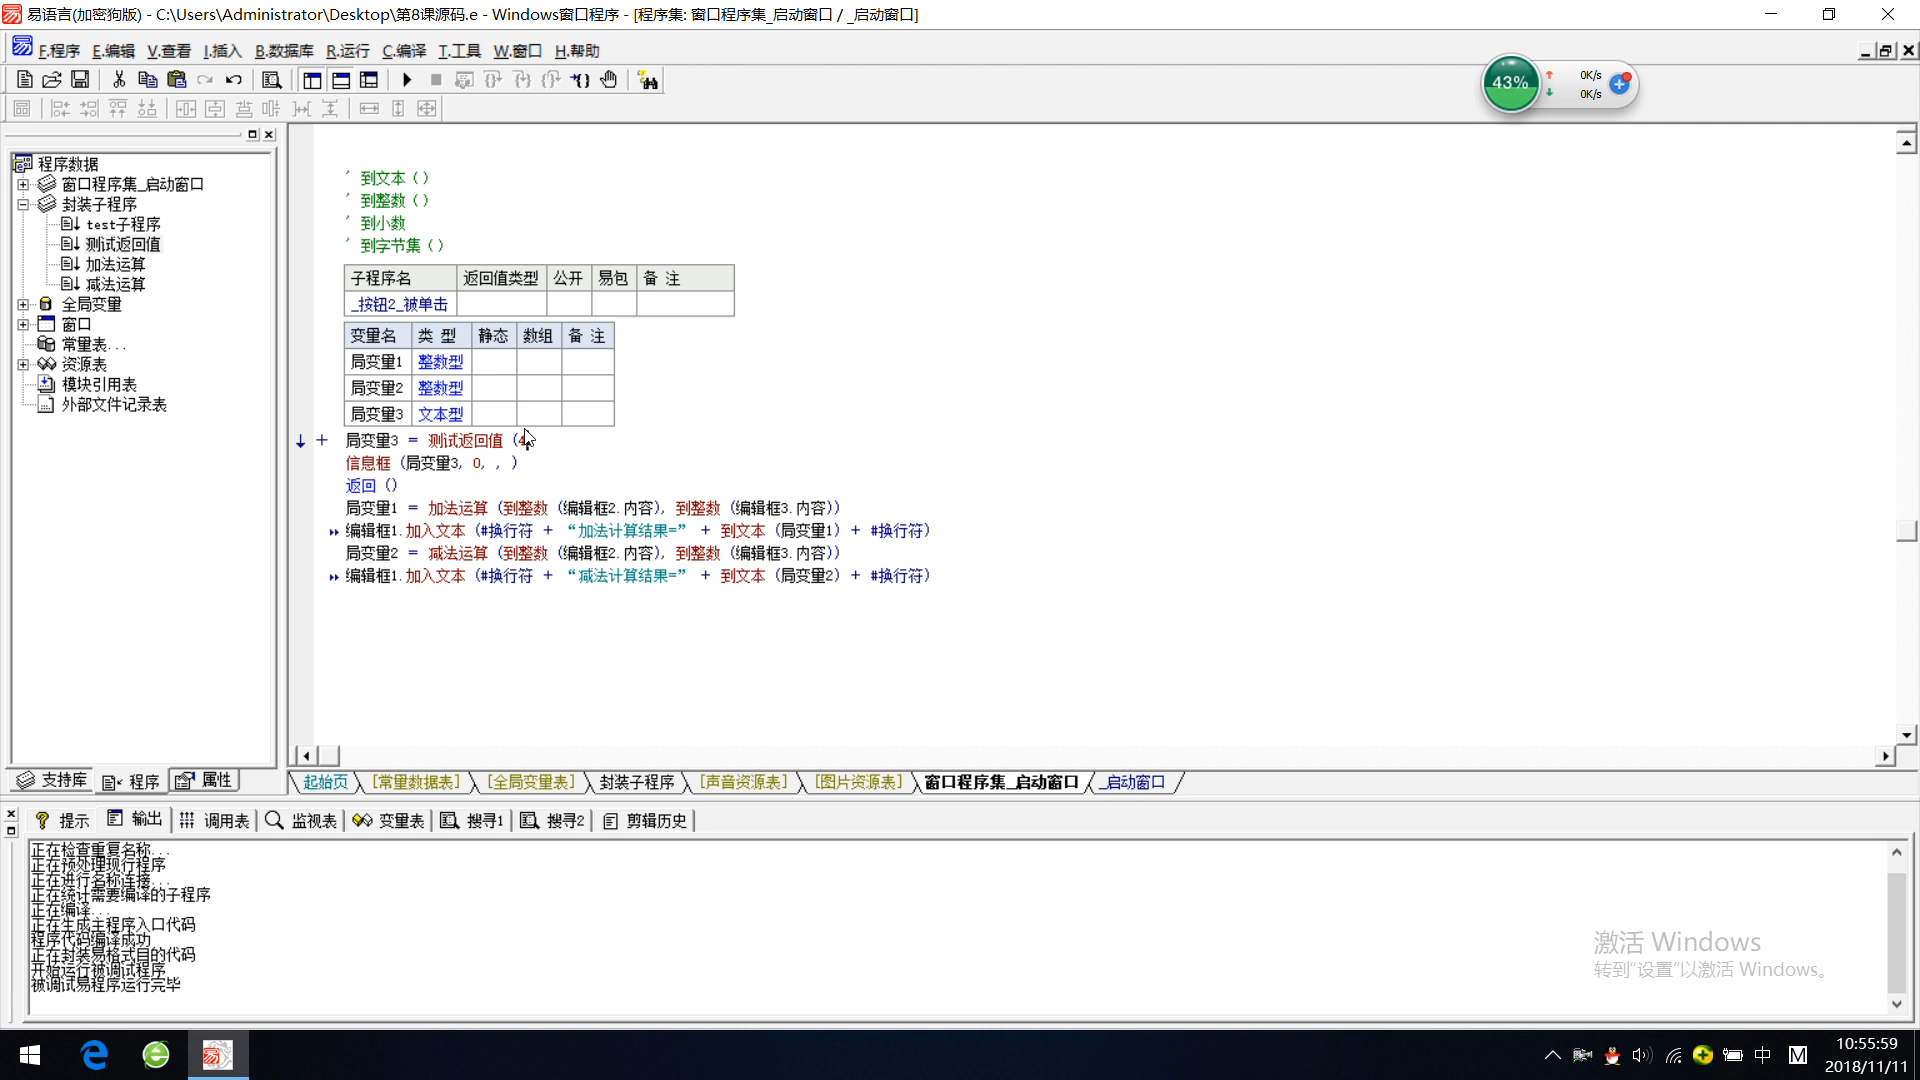 易语言(加密狗版) - C:\Users\Administrator\Desktop\第8课源码.e - Windows窗口程序 - [程序集: 窗口程序集_启动窗口 / _启动窗口]
F.程序 E.编辑 V.查看 I.插入 B.数据库 R.运行 C.编译 T.工具 W.窗口 H.帮助
43% 0K/s
0K/s
程序数据
窗口程序集_启动窗口
封装子程序
test子程序
测试返回值
加法运算
减法运算
全局变量
窗口
常量表...
资源表
模块引用表
外部文件记录表
支持库 程序 属性
' 到文本()
' 到整数()
' 到小数
' 到字节集()
子程序名 返回值类型 公开 易包 备 注
_按钮2_被单击
变量名 类 型 静态 数组 备 注
局变量1 整数型
局变量2 整数型
局变量3 文本型
局变量3 = 测试返回值 (4
信息框 (局变量3, 0, , )
返回 ()
局变量1 = 加法运算 (到整数 (编辑框2.内容), 到整数 (编辑框3.内容))
编辑框1.加入文本 (#换行符 + “加法计算结果=” + 到文本 (局变量1) + #换行符)
局变量2 = 减法运算 (到整数 (编辑框2.内容), 到整数 (编辑框3.内容))
编辑框1.加入文本 (#换行符 + “减法计算结果=” + 到文本 (局变量2) + #换行符)
起始页 [常量数据表] [全局变量表] 封装子程序 [声音资源表] [图片资源表] 窗口程序集_启动窗口 _启动窗口
提示 输出 调用表 监视表 变量表 搜寻1 搜寻2 剪辑历史
正在检查重复名称...
正在预处理现行程序
正在进行名称连接...
正在统计需要编译的子程序
正在编译...
正在生成主程序入口代码
程序代码编译成功
正在封装易格式目的代码
开始运行被调试程序
被调试易程序运行完毕
激活 Windows
转到“设置”以激活 Windows。
中 M
10:55:59
2018/11/11